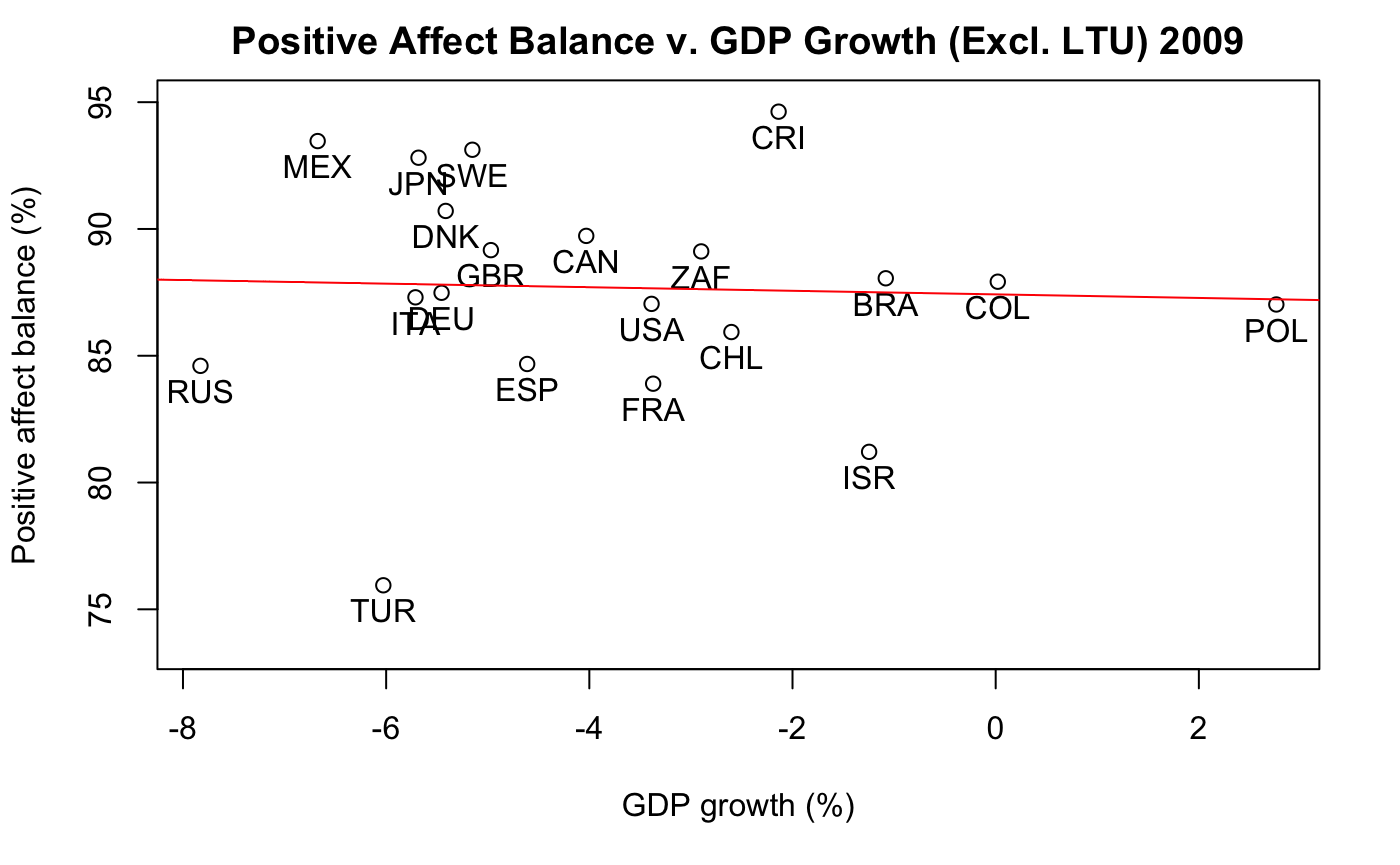 Positive Affect Balance v. GDP Growth (Excl. LTU) 2009
Positive affect balance (%)
95
90
85
80
75
MEX
JPN
SWE
CRI
DNK
GBR
CAN
ZAF
BRA
COL
POL
ITA
DEU
USA
CHL
RUS
ESP
FRA
ISR
TUR
-8
-6
-4
-2
0
2
GDP growth (%)